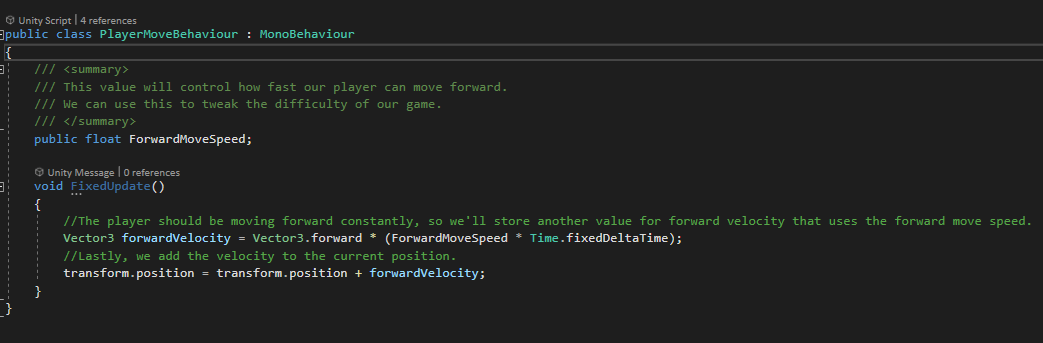 Unity Script | 4 references
public class PlayerMoveBehaviour : MonoBehaviour
{
/// <summary>
/// This value will control how fast our player can move forward.
/// We can use this to tweak the difficulty of our game.
/// </summary>
public float ForwardMoveSpeed;
Unity Message | 0 references
void FixedUpdate()
{
//The player should be moving forward constantly, so we'll store another value for forward velocity that uses the forward move speed.
Vector3 forwardVelocity = Vector3.forward * (ForwardMoveSpeed * Time.fixedDeltaTime);
//Lastly, we add the velocity to the current position.
transform.position = transform.position + forwardVelocity;
}
}